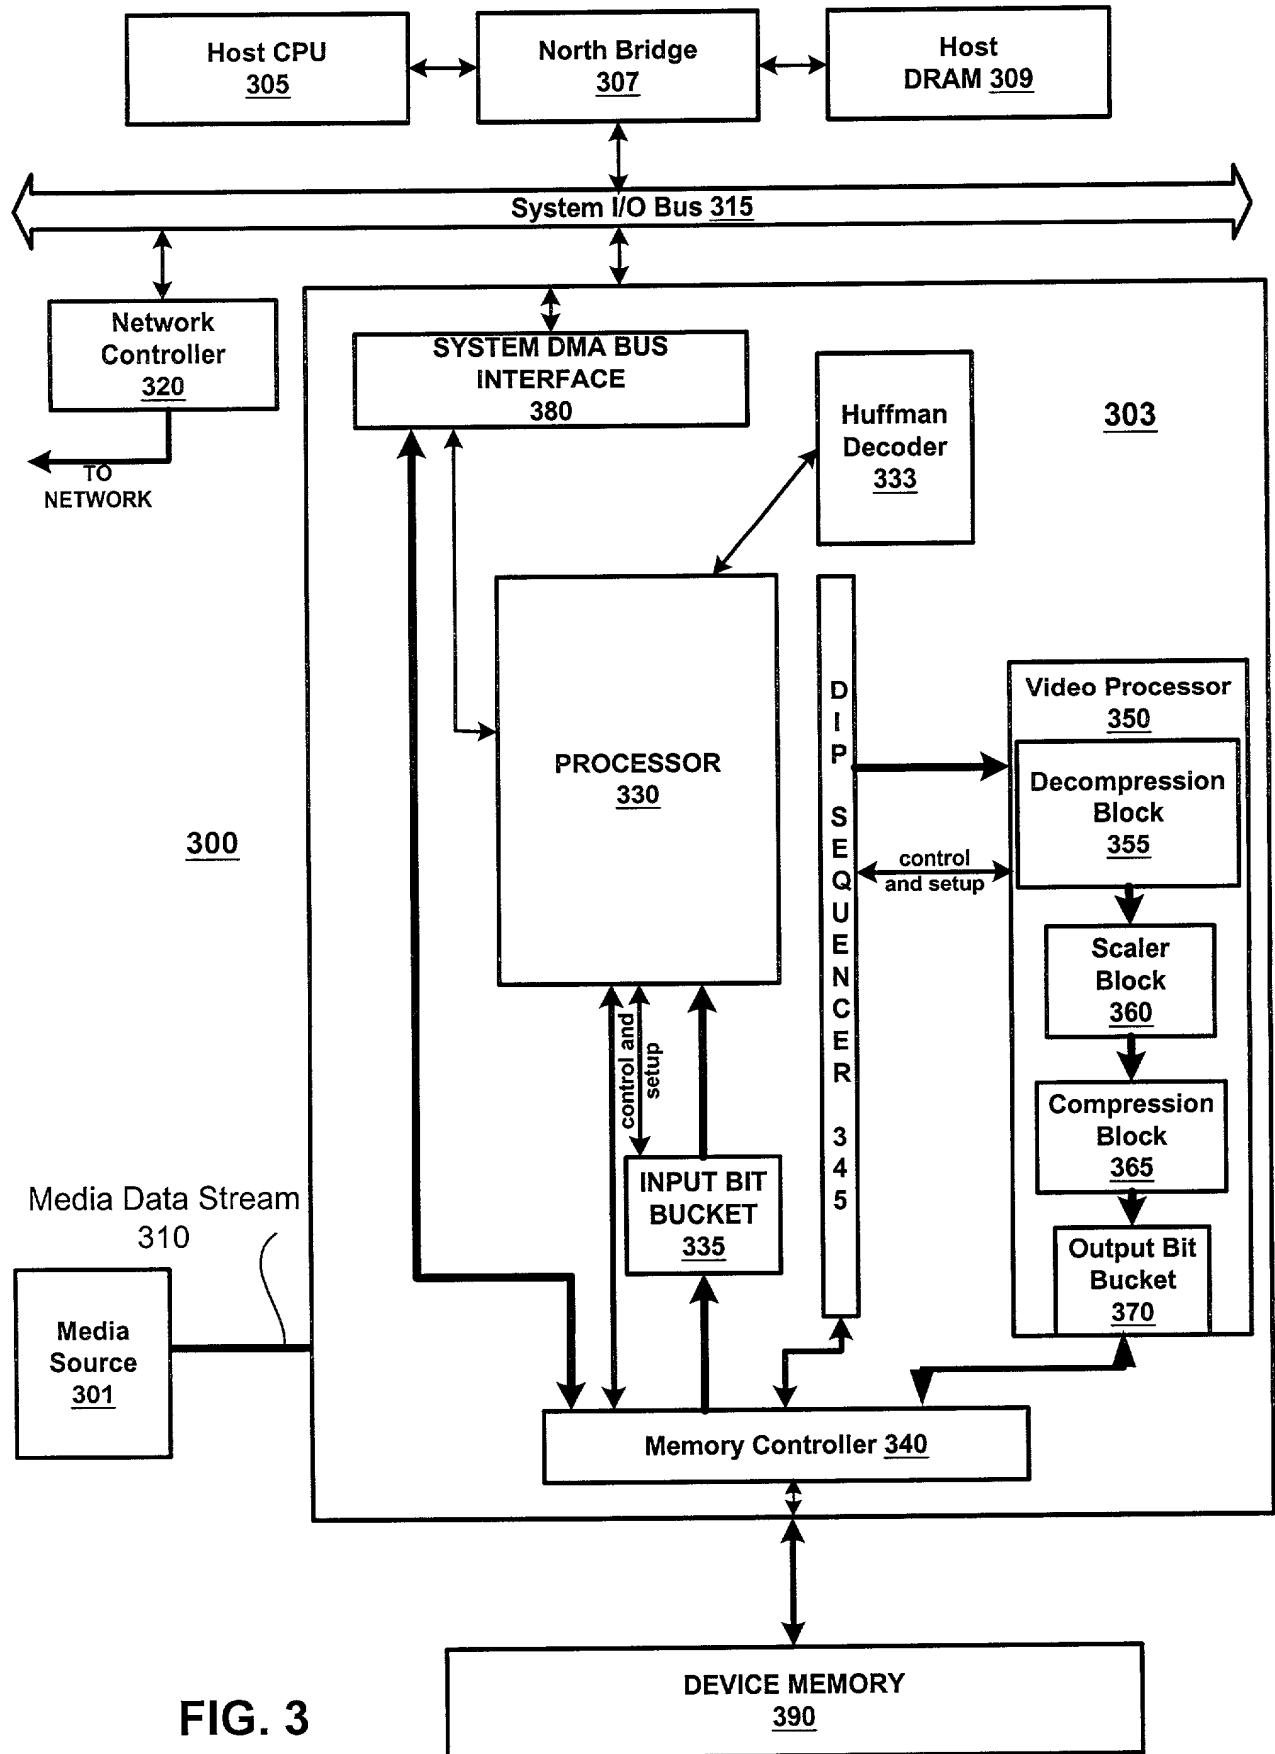 Host CPU
305
North Bridge
307
Host
DRAM 309
System I/O Bus 315
Network
Controller
320
TO
NETWORK
SYSTEM DMA BUS
INTERFACE
380
Huffman
Decoder
333
303
PROCESSOR
330
DIP SEQUENCER 345
Video Processor
350
Decompression
Block
355
control
and setup
Scaler
Block
360
Compression
Block
365
Output Bit
Bucket
370
300
control and
setup
INPUT BIT
BUCKET
335
Media Data Stream
310
Media
Source
301
Memory Controller 340
DEVICE MEMORY
390
FIG. 3